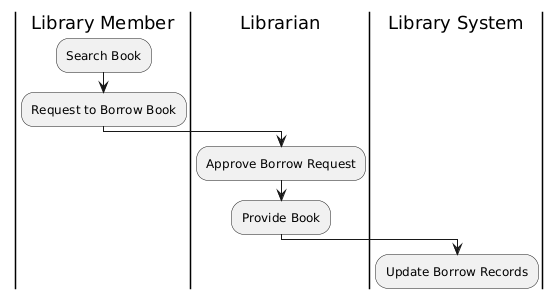 Library Member
Librarian
Library System
Search Book
Request to Borrow Book
Approve Borrow Request
Provide Book
Update Borrow Records